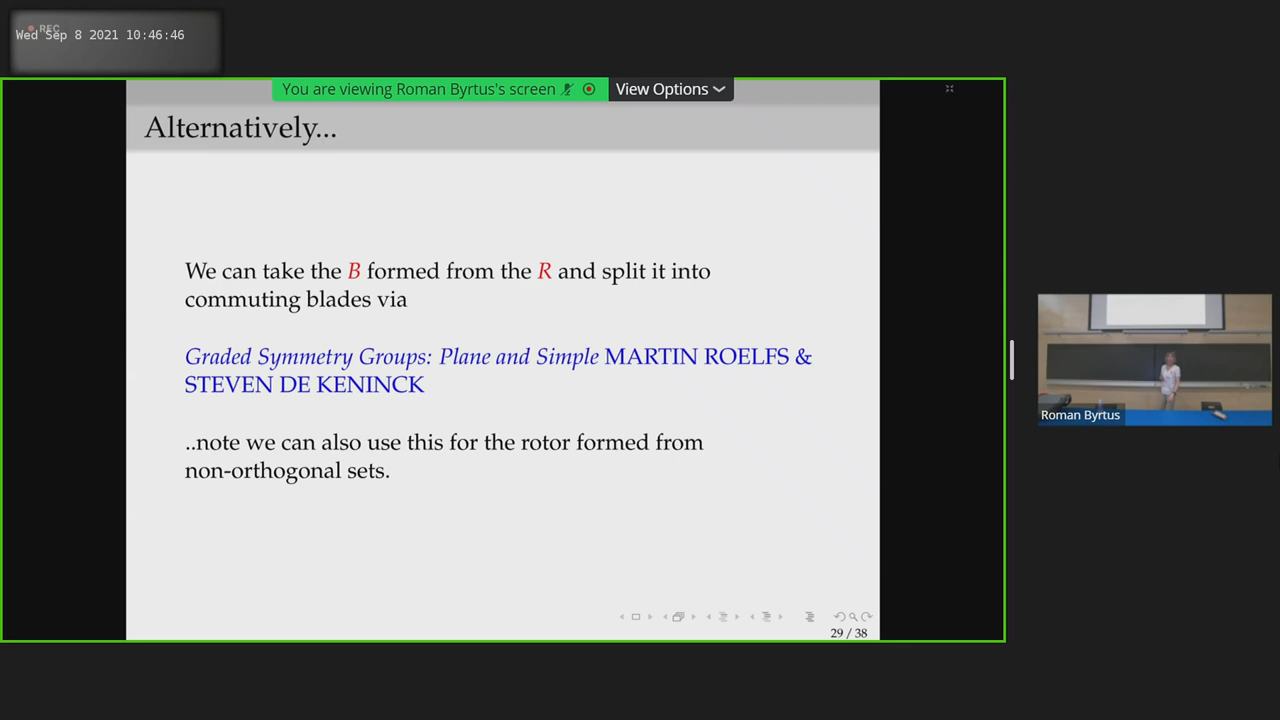 REC
Wed Sep 8 2021 10:46:46
You are viewing Roman Byrtus's screen
View Options
Alternatively...
We can take the B formed from the R and split it into
commuting blades via
Graded Symmetry Groups: Plane and Simple MARTIN ROELFS &
STEVEN DE KENINCK
..note we can also use this for the rotor formed from
non-orthogonal sets.
29 / 38
Roman Byrtus